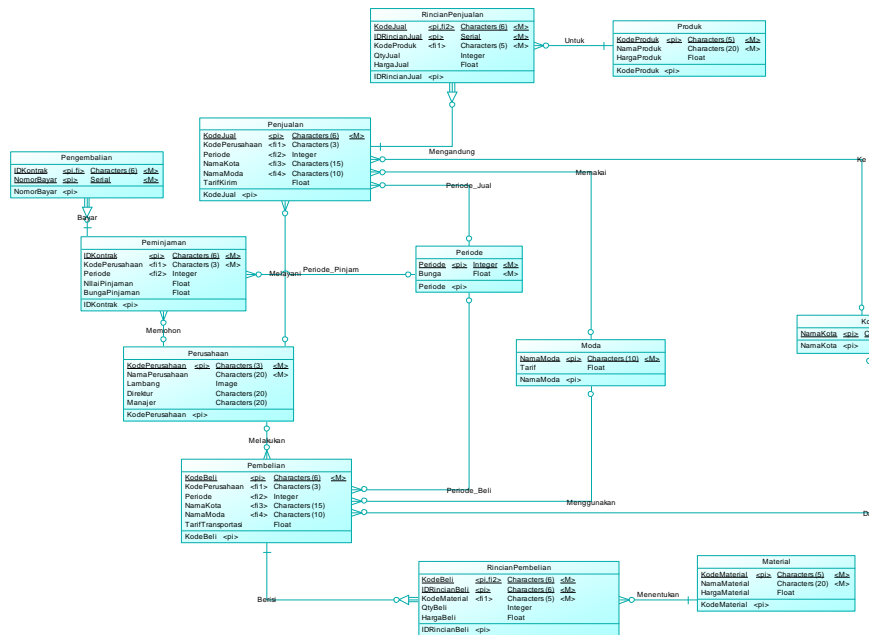 RincianPenjualan
KodeJual <pi,fi2> Characters (6) <M>
IDRincianJual <pi> Serial <M>
KodeProduk <fi1> Characters (5) <M>
QtyJual Integer
HargaJual Float
IDRincianJual <pi>
Untuk
Produk
KodeProduk <pi> Characters (5) <M>
NamaProduk Characters (20) <M>
HargaProduk Float
KodeProduk <pi>
Penjualan
KodeJual <pi> Characters (6) <M>
KodePerusahaan <fi1> Characters (3)
Periode <fi2> Integer
NamaKota <fi3> Characters (15)
NamaModa <fi4> Characters (10)
TarifKirim Float
KodeJual <pi>
Mengandung
Ke
Memakai
Periode_Jual
Pengembalian
IDKontrak <pi,fi> Characters (6) <M>
NomorBayar <pi> Serial <M>
NomorBayar <pi>
Bayar
Peminjaman
IDKontrak <pi> Characters (6) <M>
KodePerusahaan <fi1> Characters (3) <M>
Periode <fi2> Integer
NIlaiPinjaman Float
BungaPinjaman Float
IDKontrak <pi>
Melayani
Periode_Pinjam
Periode
Periode <pi> Integer <M>
Bunga Float <M>
Periode <pi>
Memohon
Perusahaan
KodePerusahaan <pi> Characters (3) <M>
NamaPerusahaan Characters (20) <M>
Lambang Image
Direktur Characters (20)
Manajer Characters (20)
KodePerusahaan <pi>
Moda
NamaModa <pi> Characters (10) <M>
Tarif Float
NamaModa <pi>
Ko
NamaKota <pi> C
NamaKota <pi>
Melakukan
Pembelian
KodeBeli <pi> Characters (6) <M>
KodePerusahaan <fi1> Characters (3)
Periode <fi2> Integer
NamaKota <fi3> Characters (15)
NamaModa <fi4> Characters (10)
TarifTransportasi Float
KodeBeli <pi>
Periode_Beli
Menggunakan
Da
Berisi
RincianPembelian
KodeBeli <pi,fi2> Characters (6) <M>
IDRincianBeli <pi> Characters (6) <M>
KodeMaterial <fi1> Characters (5) <M>
QtyBeli Integer
HargaBeli Float
IDRincianBeli <pi>
Menentukan
Material
KodeMaterial <pi> Characters (5) <M>
NamaMaterial Characters (20) <M>
HargaMaterial Float
KodeMaterial <pi>